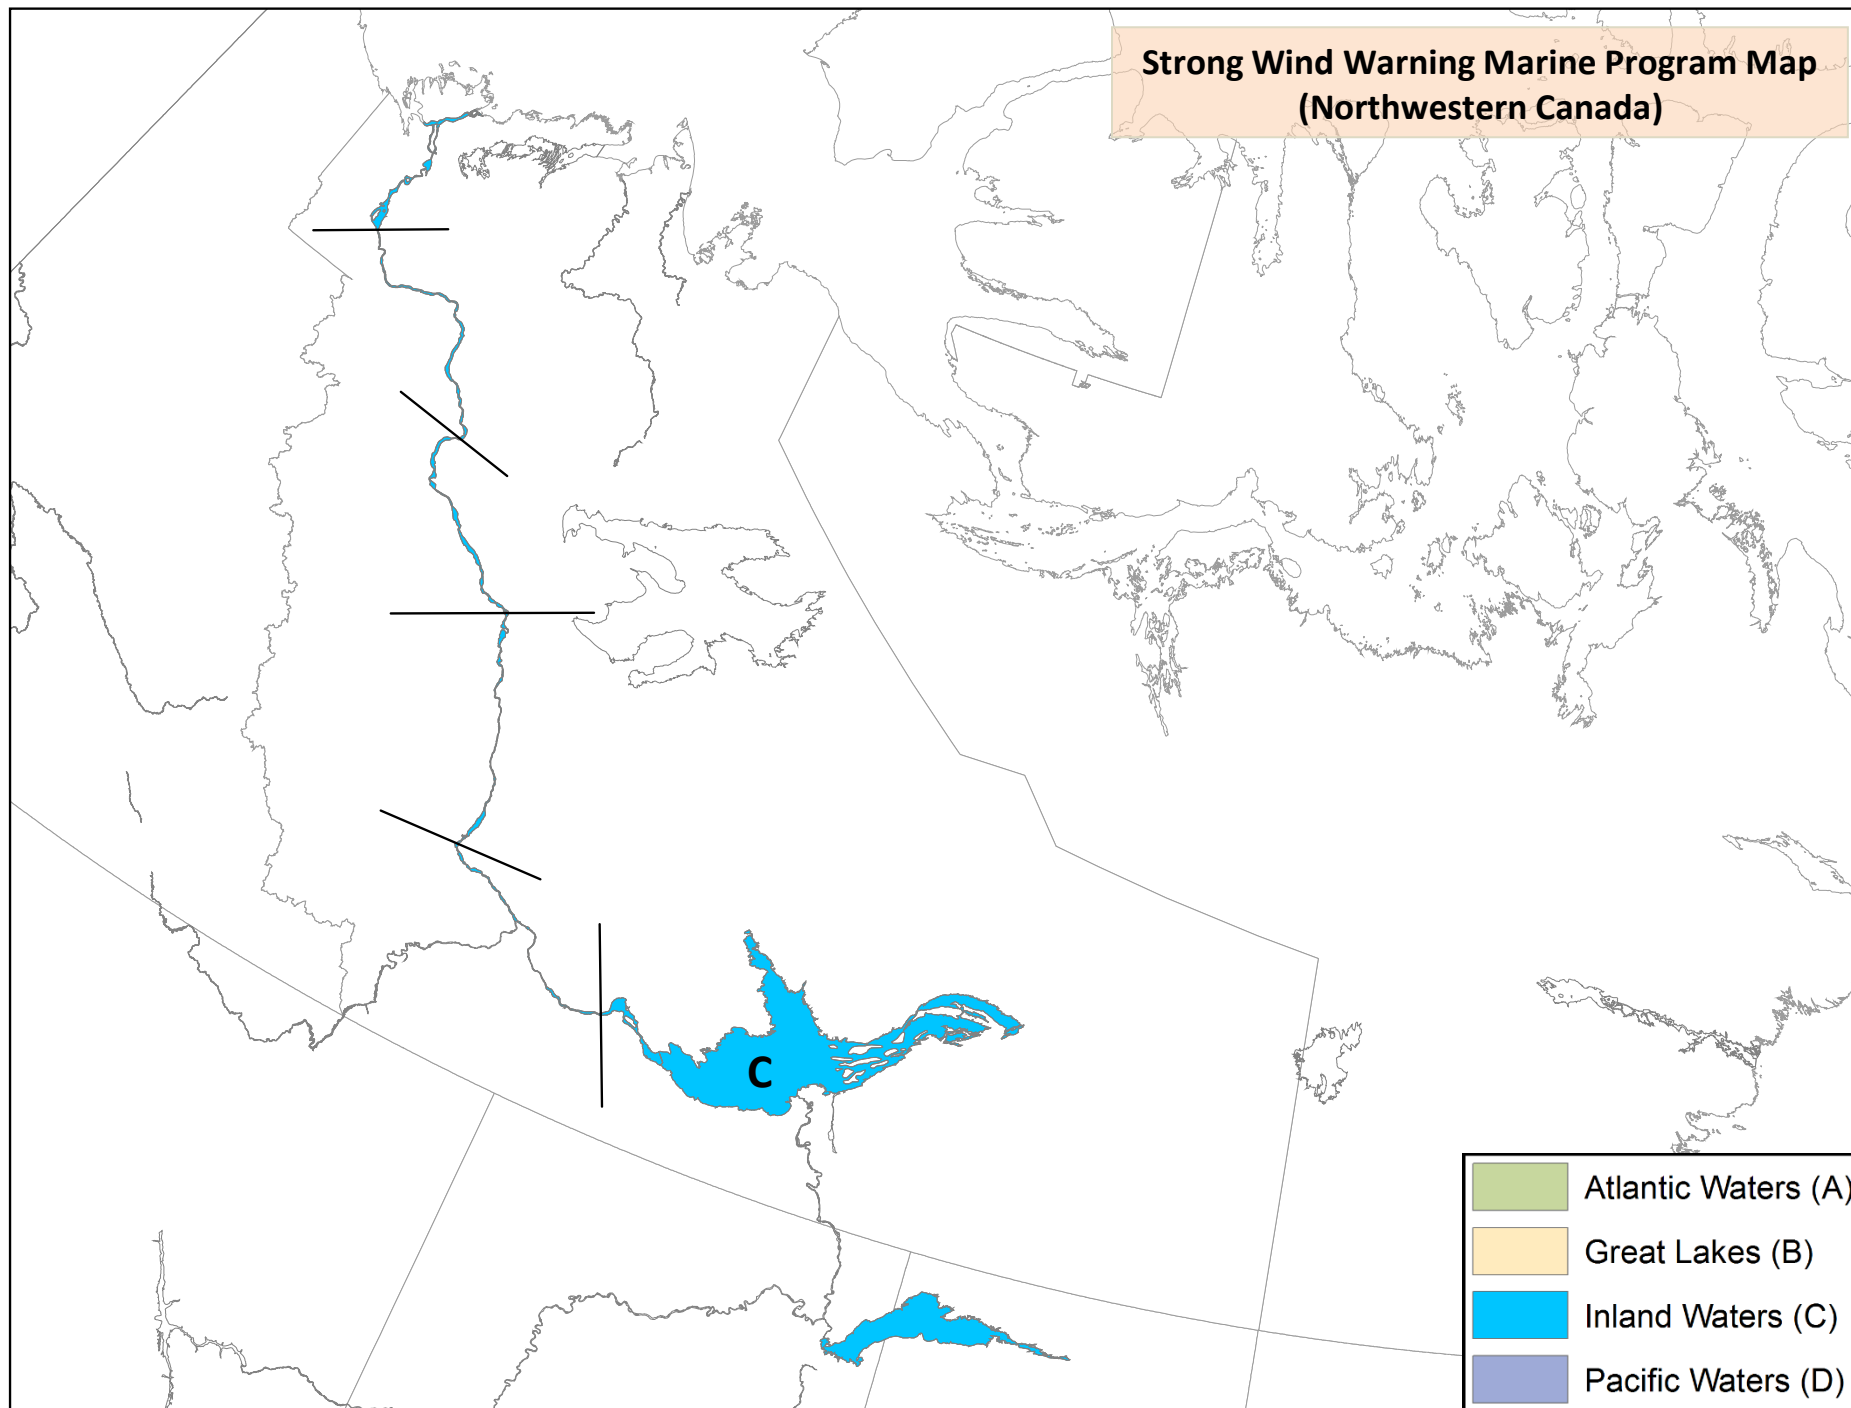 Strong Wind Warning Marine Program Map
(Northwestern Canada)
C
Atlantic Waters (A)
Great Lakes (B)
Inland Waters (C)
Pacific Waters (D)